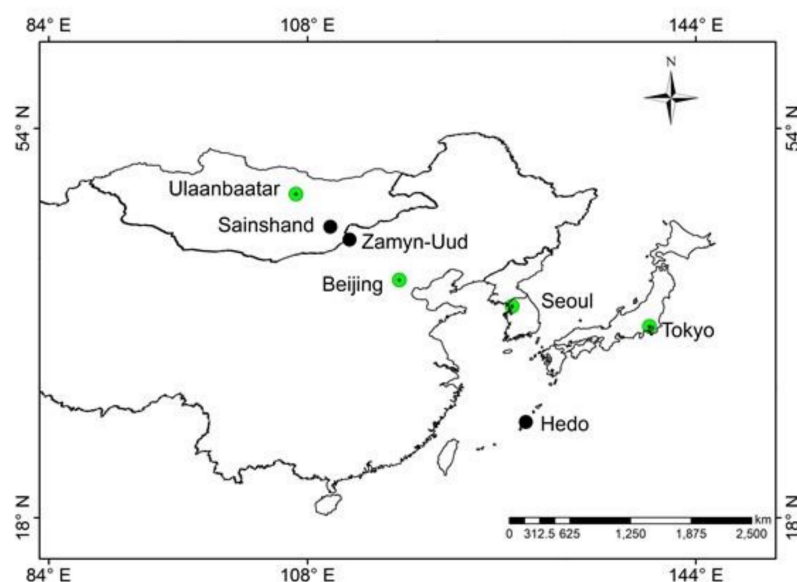 84° E 108° E 144° E
N
54° N 54° N
Ulaanbaatar
Sainshand
Zamyn-Uud
Beijing
Seoul
Tokyo
Hedo
18° N 18° N
km
0 312.5 625 1,250 1,875 2,500
84° E 108° E 144° E